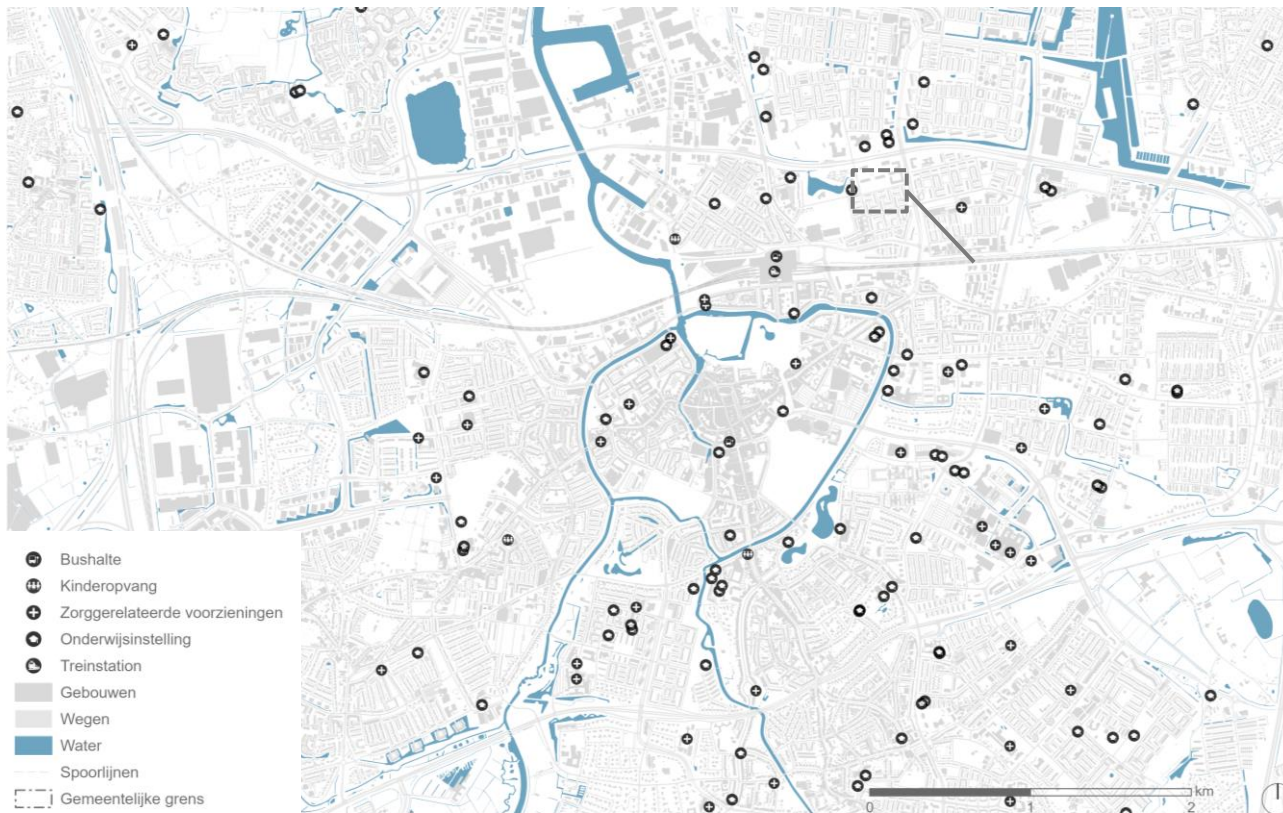 Bushalte
Kinderopvang
Zorggerelateerde voorzieningen
Onderwijsinstelling
Treinstation
Gebouwen
Wegen
Water
Spoorlijnen
Gemeentelijke grens
km
0 1 2